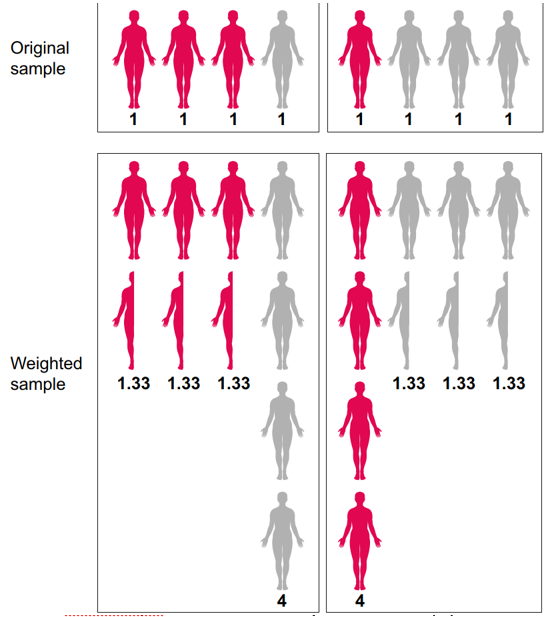 Original
sample
1 1 1 1 1 1 1 1
Weighted
sample
1.33 1.33 1.33 1.33 1.33 1.33
4 4